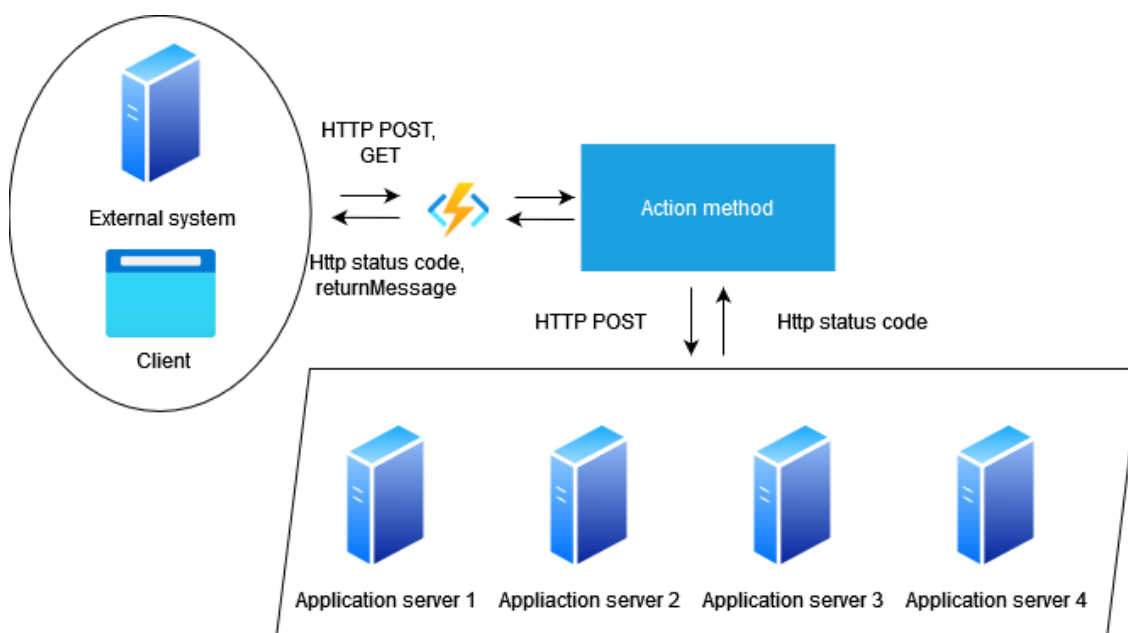 HTTP POST,
GET
External system
Action method
Http status code,
returnMessage
Client
HTTP POST
Http status code
Application server 1
Appliaction server 2
Application server 3
Application server 4